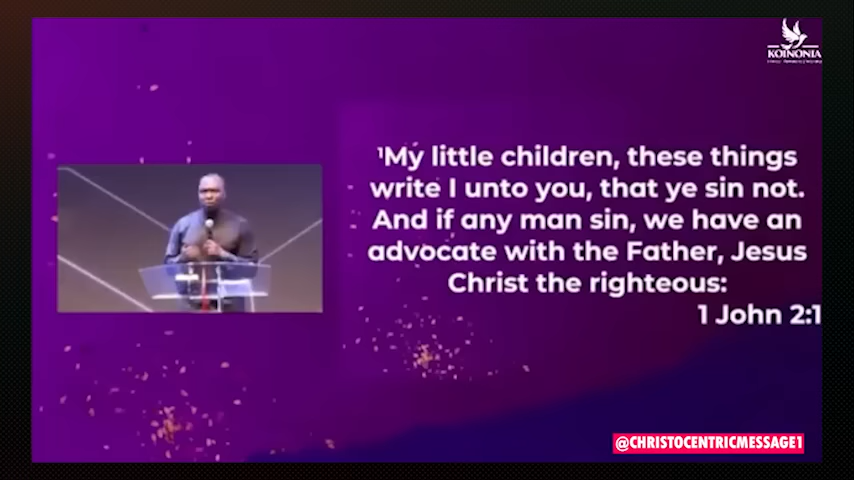 KOINONIA
¹My little children, these things
write I unto you, that ye sin not.
And if any man sin, we have an
advocate with the Father, Jesus
Christ the righteous:
1 John 2:1
@CHRISTOCENTRICMESSAGE1